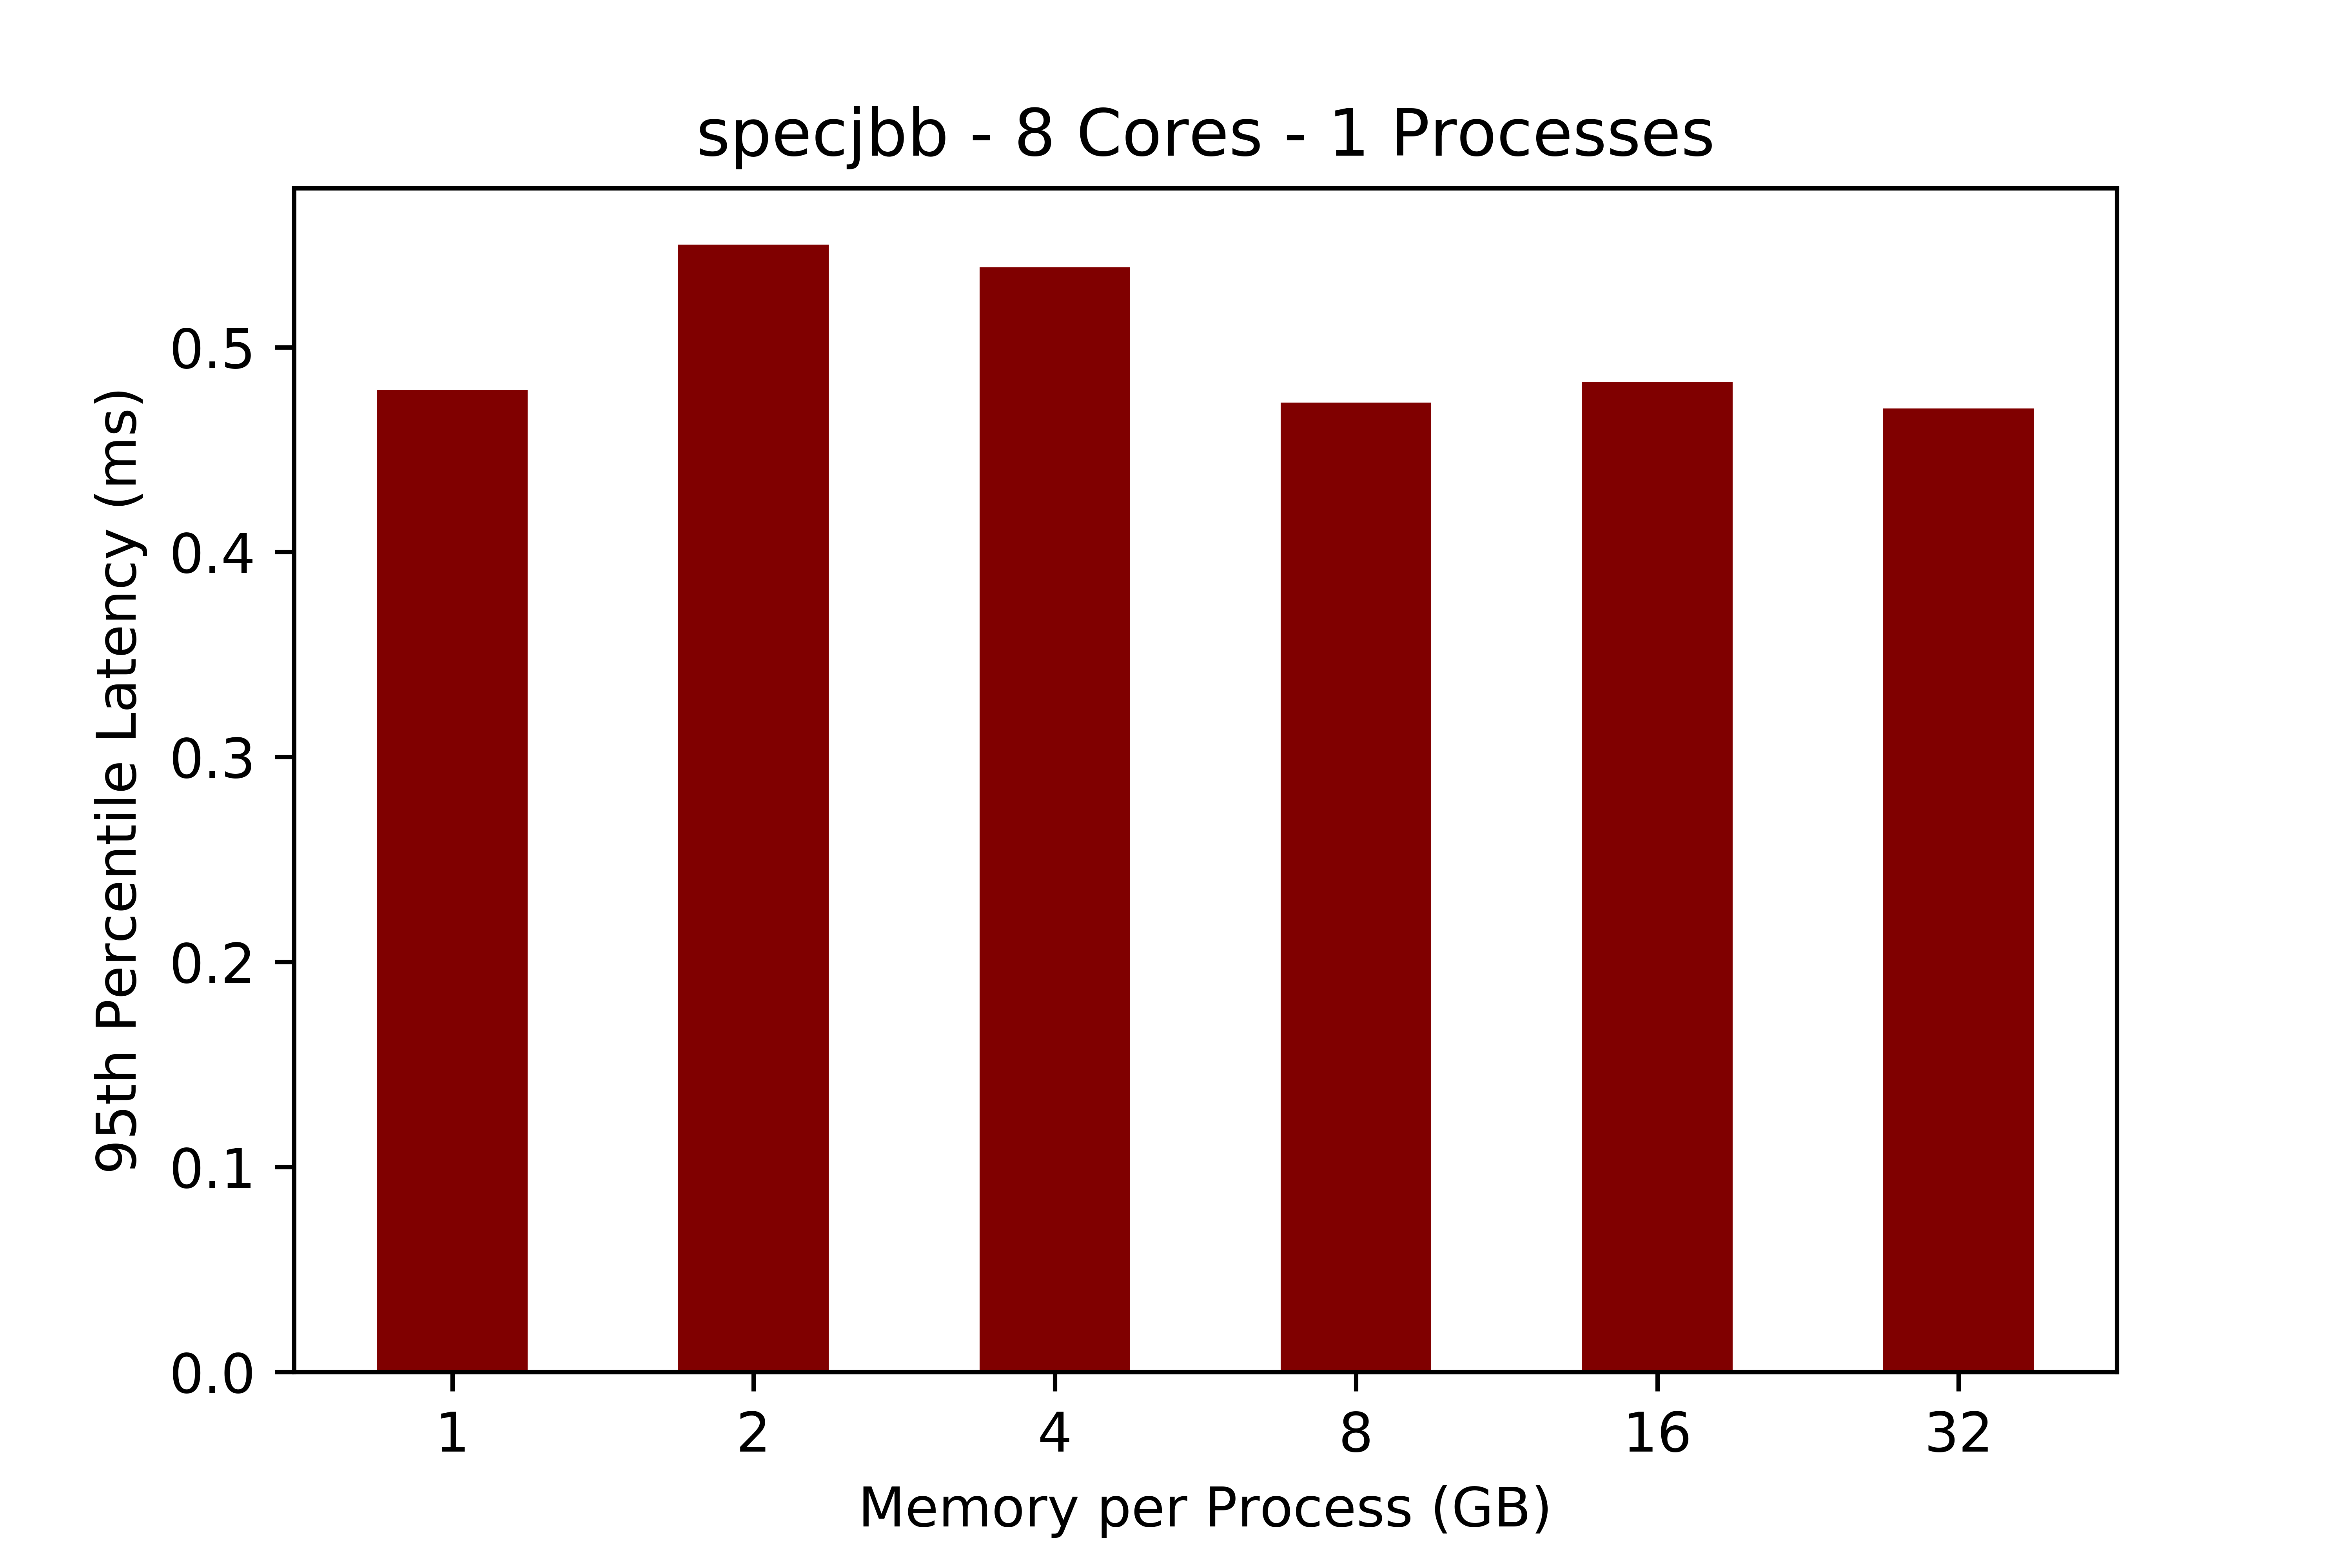 specjbb - 8 Cores - 1 Processes
95th Percentile Latency (ms)
0.5
0.4
0.3
0.2
0.1
0.0
1 2 4 8 16 32
Memory per Process (GB)